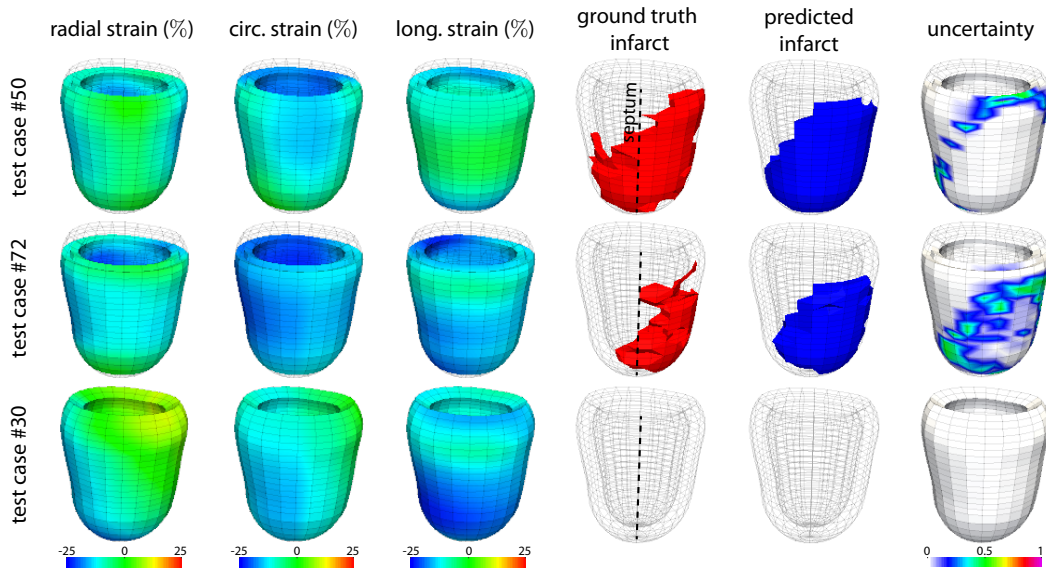 radial strain (%)
circ. strain (%)
long. strain (%)
ground truth
infarct
predicted
infarct
uncertainty
test case #50
septum
test case #72
test case #30
-25 0 25
-25 0 25
-25 0 25
0 0.5 1